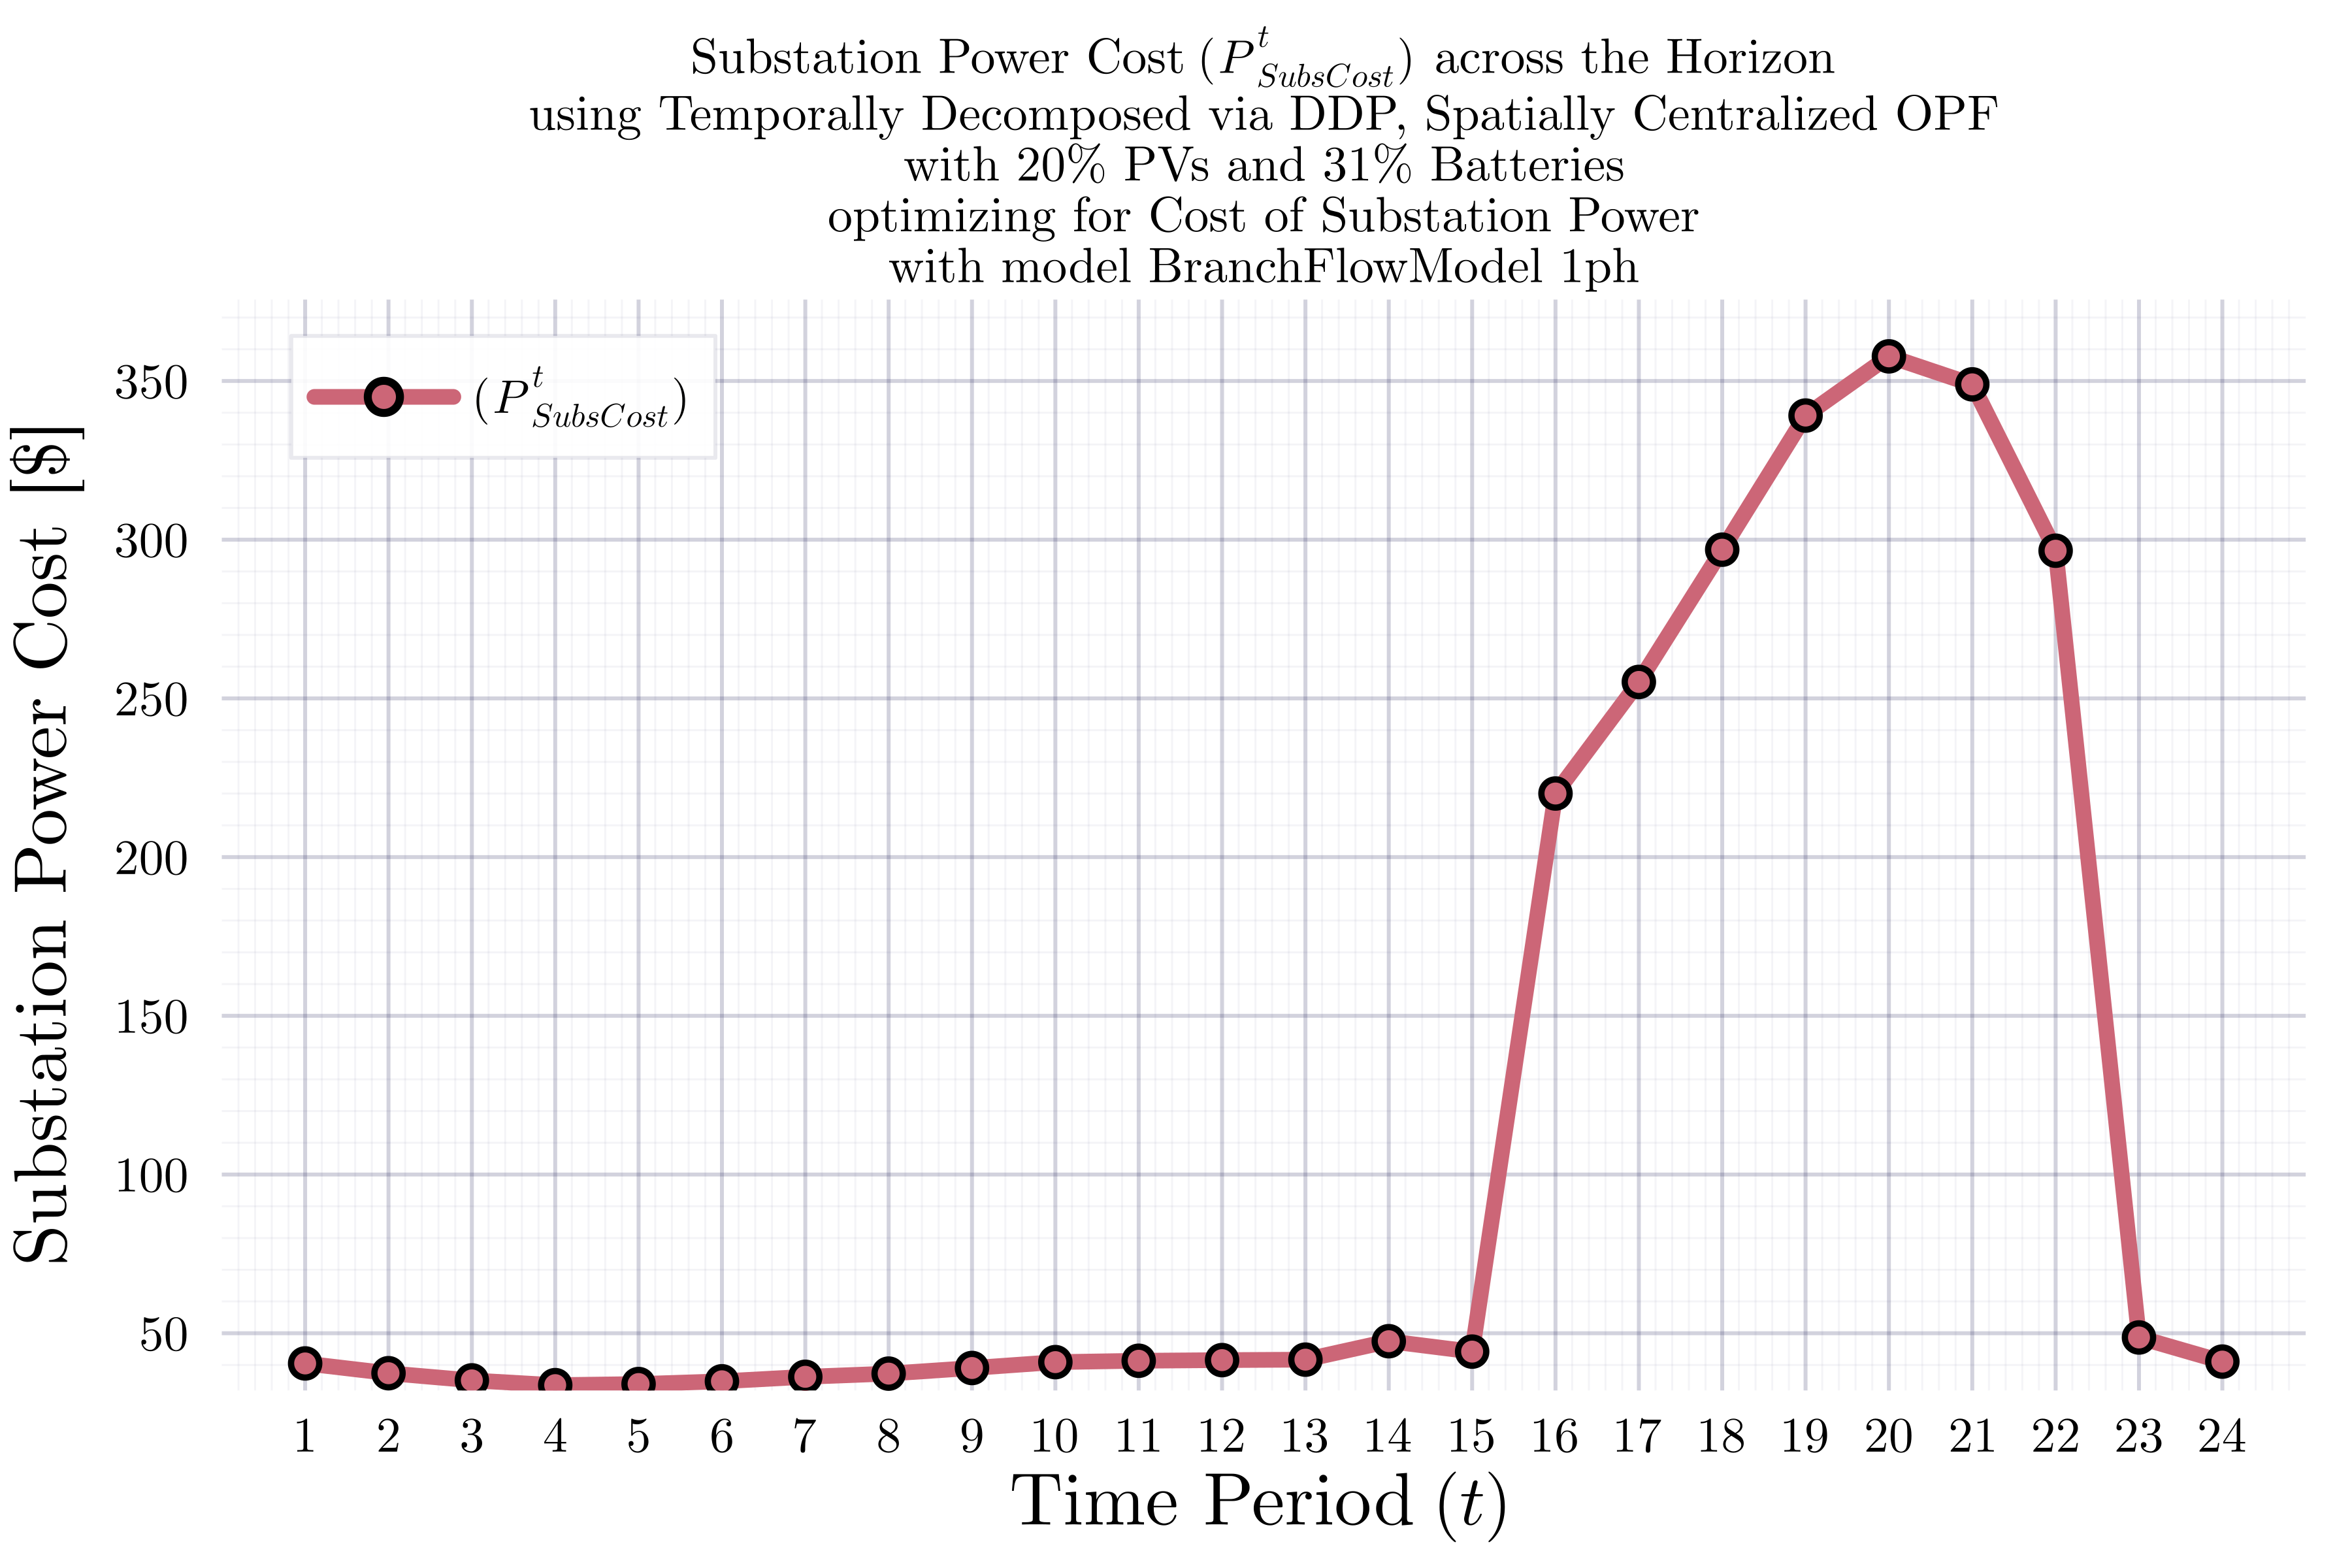 Substation Power Cost (P^t_SubsCost) across the Horizon
using Temporally Decomposed via DDP, Spatially Centralized OPF
with 20% PVs and 31% Batteries
optimizing for Cost of Substation Power
with model BranchFlowModel 1ph
(P^t_SubsCost)
Substation Power Cost [$]
350
300
250
200
150
100
50
1 2 3 4 5 6 7 8 9 10 11 12 13 14 15 16 17 18 19 20 21 22 23 24
Time Period (t)